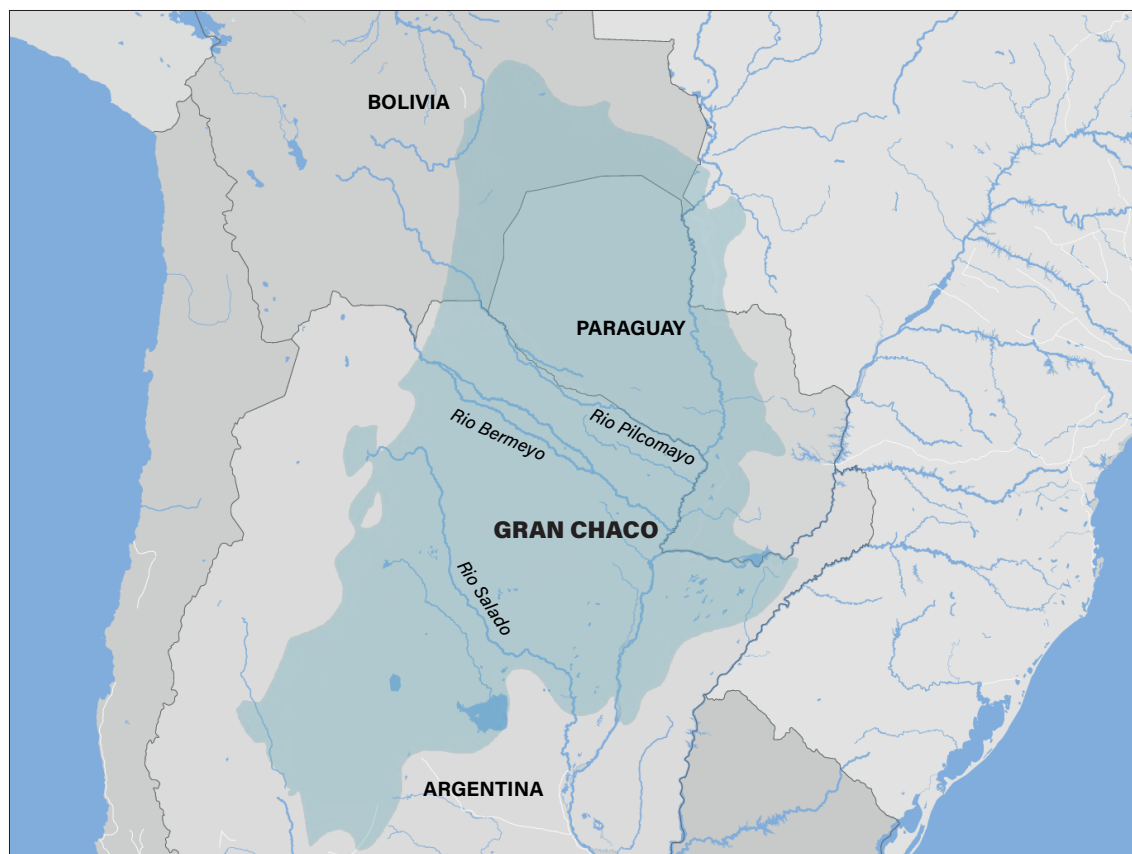 BOLIVIA
PARAGUAY
Rio Bermeyo
Rio Pilcomayo
GRAN CHACO
Rio Salado
ARGENTINA